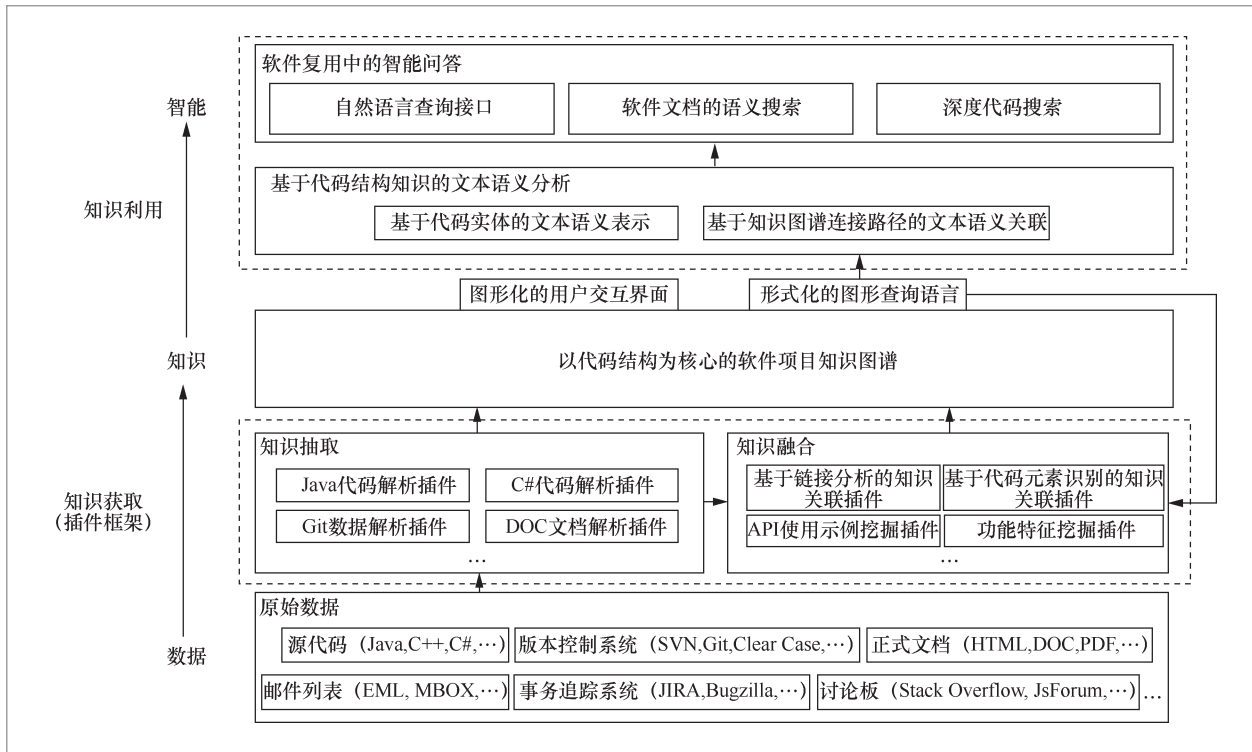 软件复用中的智能问答
智能
自然语言查询接口
软件文档的语义搜索
深度代码搜索
基于代码结构知识的文本语义分析
知识利用
基于代码实体的文本语义表示
基于知识图谱连接路径的文本语义关联
图形化的用户交互界面
形式化的图形查询语言
知识
以代码结构为核心的软件项目知识图谱
知识获取
(插件框架)
知识抽取
Java代码解析插件
C#代码解析插件
Git数据解析插件
DOC文档解析插件
…
知识融合
基于链接分析的知识
关联插件
基于代码元素识别的知识
关联插件
API使用示例挖掘插件
功能特征挖掘插件
…
数据
原始数据
源代码（Java,C++,C#,…）
版本控制系统（SVN,Git,Clear Case,…）
正式文档（HTML,DOC,PDF,…）
邮件列表（EML, MBOX,…）
事务追踪系统（JIRA,Bugzilla,…）
讨论板（Stack Overflow, JsForum,…）
…